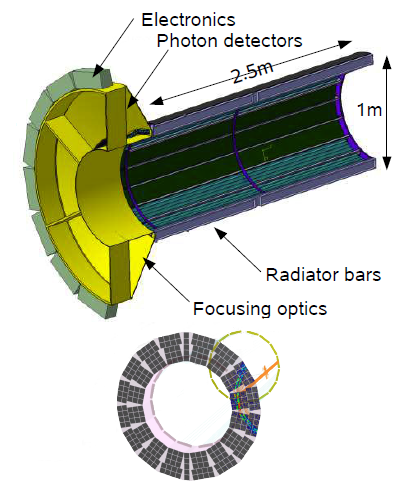 Electronics
Photon detectors
2.5m
1m
Radiator bars
Focusing optics